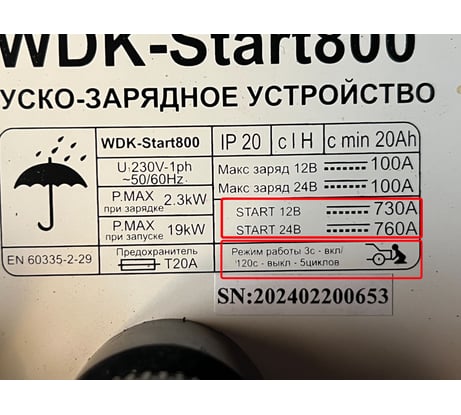 WDK-Start800
УСКО-ЗАРЯДНОЕ УСТРОЙСТВО
WDK-Start800
IP 20
c I H
c min 20Ah
U1 230V-1ph
~50/60Hz
Макс заряд 12В 100A
Макс заряд 24В 100A
P.MAX
при зарядке
2.3kW
START 12В 730A
START 24В 760A
P.MAX
при запуске
19kW
EN 60335-2-29
Предохранитель
T20A
Режим работы 3с - вкл/
120с - выкл - 5циклов
SN:202402200653